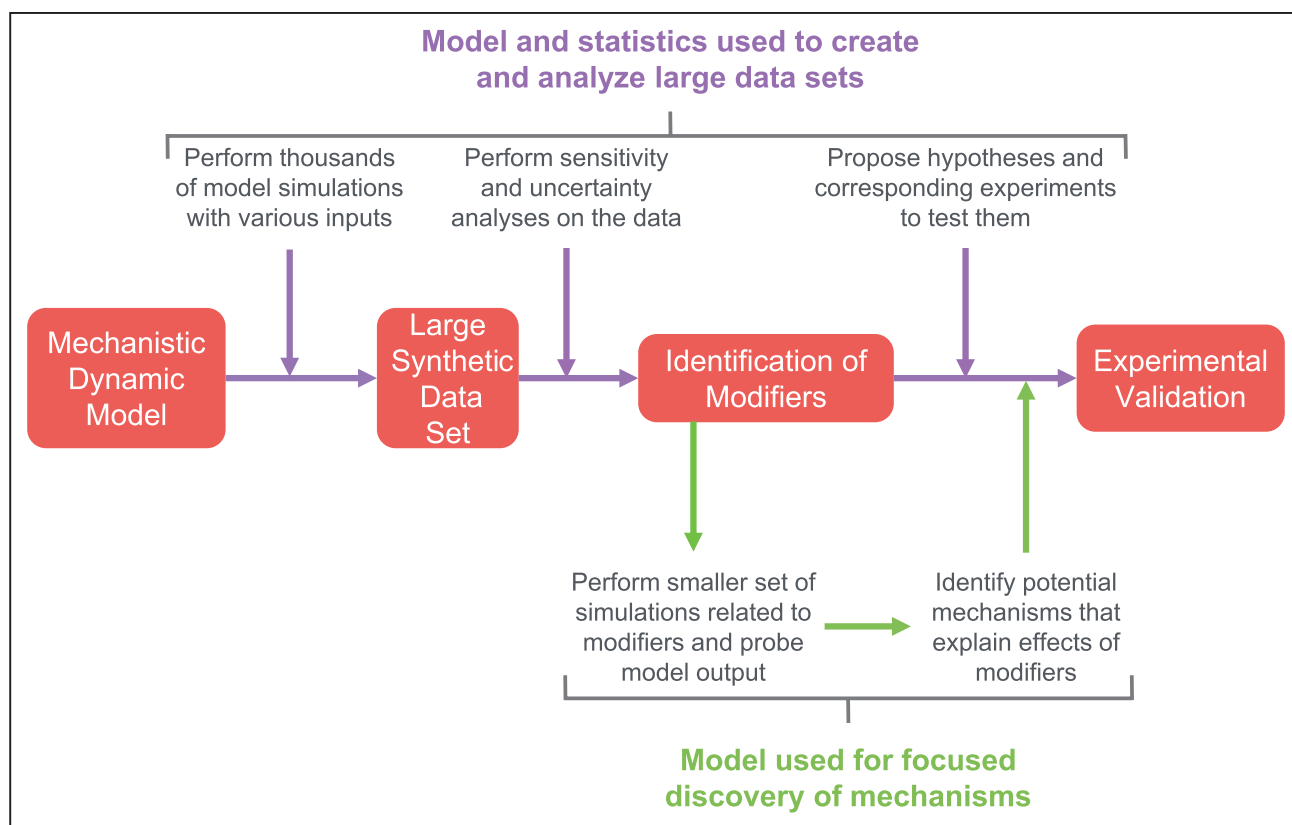 Model and statistics used to create
and analyze large data sets
Perform thousands
of model simulations
with various inputs
Perform sensitivity
and uncertainty
analyses on the data
Propose hypotheses and
corresponding experiments
to test them
Mechanistic
Dynamic
Model
Large
Synthetic
Data
Set
Identification of
Modifiers
Experimental
Validation
Perform smaller set of
simulations related to
modifiers and probe
model output
Identify potential
mechanisms that
explain effects of
modifiers
Model used for focused
discovery of mechanisms